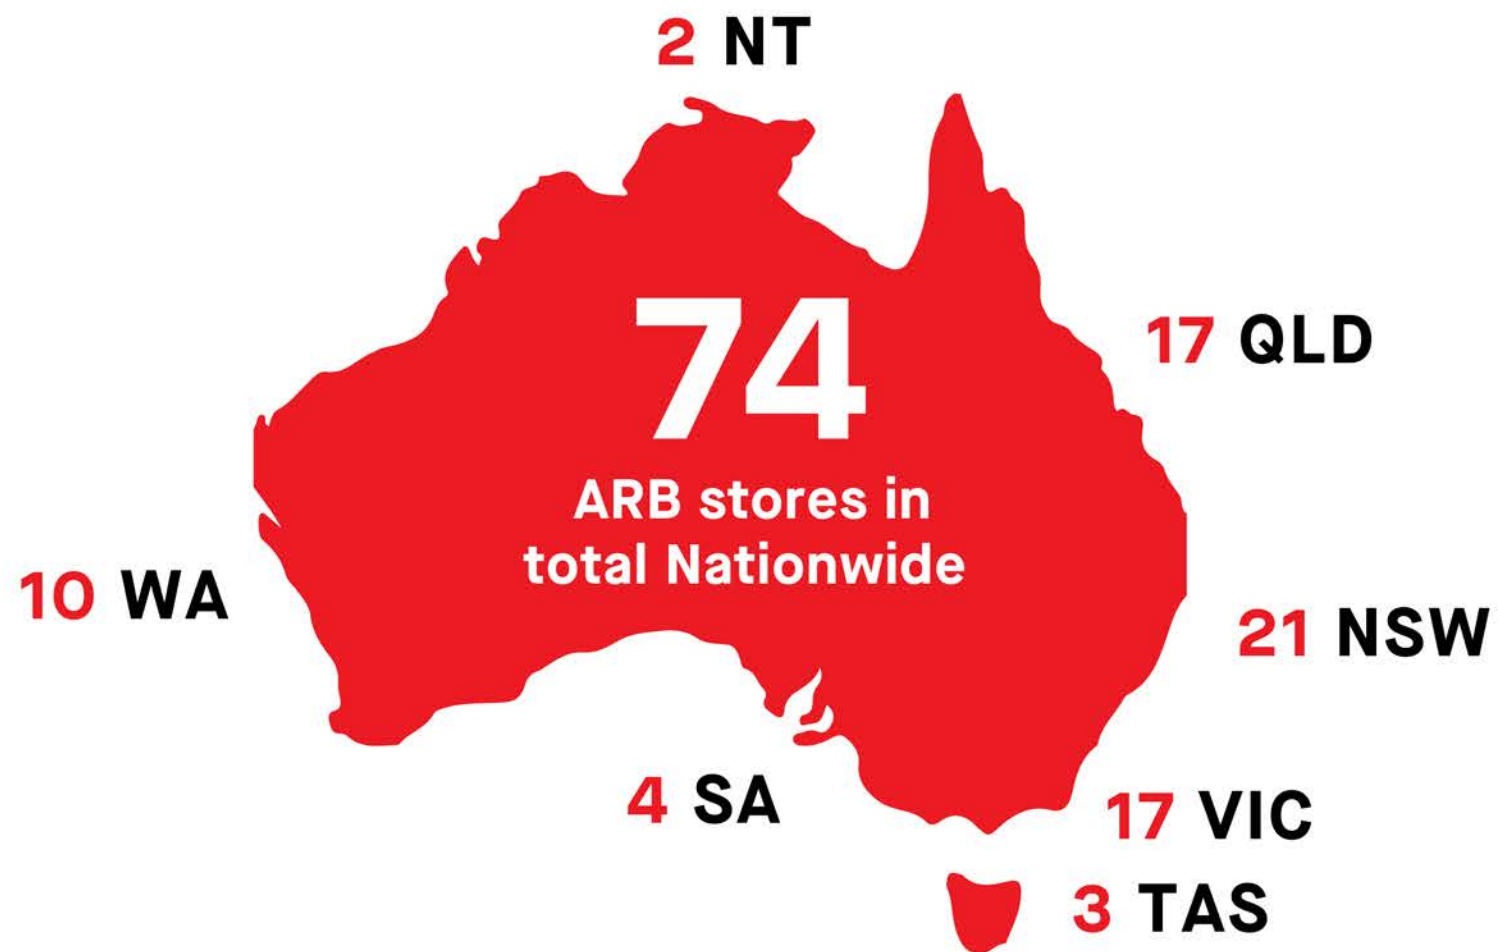 2 NT
74
ARB stores in
total Nationwide
17 QLD
10 WA
21 NSW
4 SA
17 VIC
3 TAS